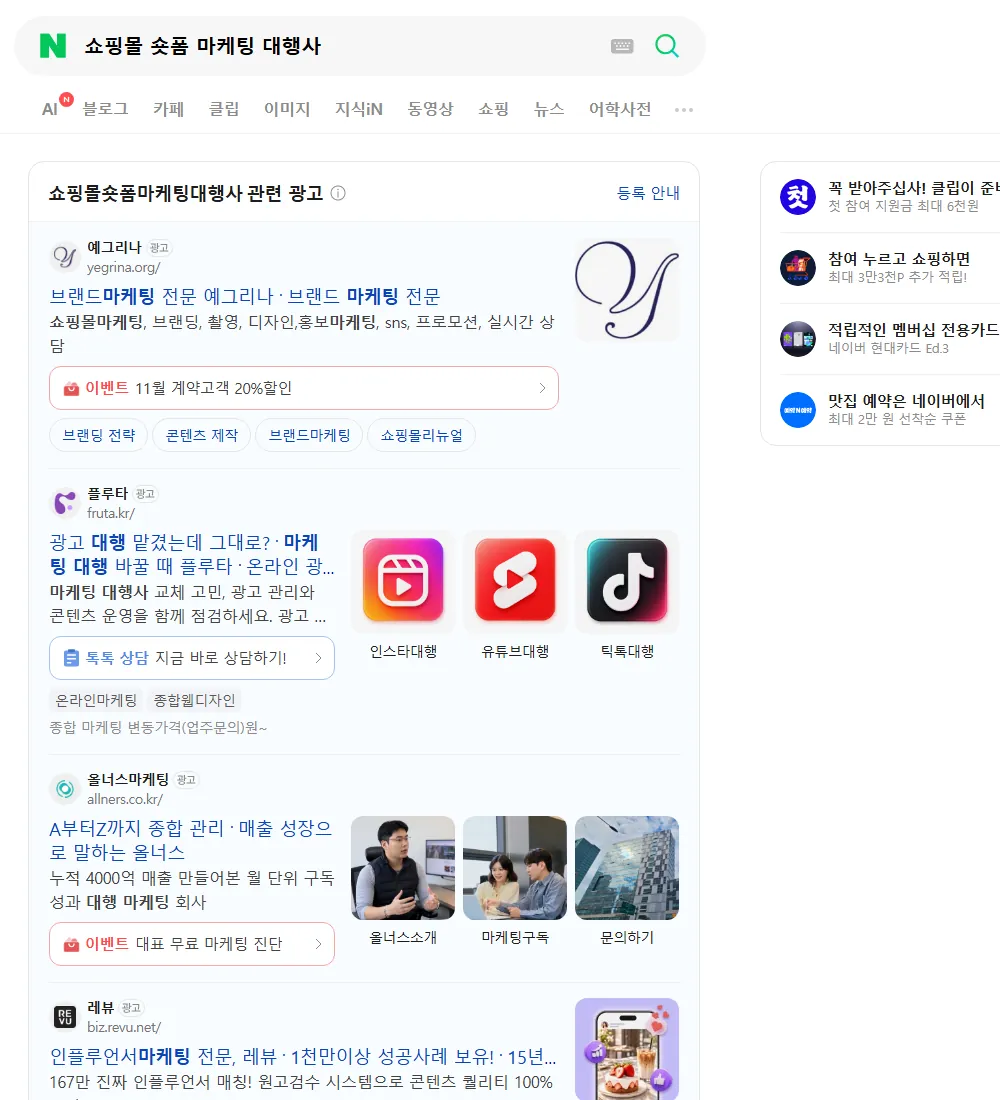 쇼핑몰 숏폼 마케팅 대행사
AI N 블로그 카페 클립 이미지 지식iN 동영상 쇼핑 뉴스 어학사전
쇼핑몰숏폼마케팅대행사 관련 광고
등록 안내
예그리나 광고
yegrina.org/
브랜드마케팅 전문 예그리나 · 브랜드 마케팅 전문
쇼핑몰마케팅, 브랜딩, 촬영, 디자인,홍보마케팅, sns, 프로모션, 실시간 상
담
이벤트 11월 계약고객 20%할인
브랜딩 전략 콘텐츠 제작 브랜드마케팅 쇼핑몰리뉴얼
플루타 광고
fruta.kr/
광고 대행 맡겼는데 그대로? · 마케
팅 대행 바꿀 때 플루타 · 온라인 광...
마케팅 대행사 교체 고민, 광고 관리와
콘텐츠 운영을 함께 점검하세요. 광고 ...
톡톡 상담 지금 바로 상담하기!
온라인마케팅 종합웹디자인
종합 마케팅 변동가격(업주문의)원~
인스타대행 유튜브대행 틱톡대행
올너스마케팅 광고
allners.co.kr/
A부터Z까지 종합 관리 · 매출 성장으
로 말하는 올너스
누적 4000억 매출 만들어본 월 단위 구독
성과 대행 마케팅 회사
이벤트 대표 무료 마케팅 진단
올너스소개 마케팅구독 문의하기
RE
VU
레뷰 광고
biz.revu.net/
인플루언서마케팅 전문, 레뷰 · 1천만이상 성공사례 보유! · 15년...
167만 진짜 인플루언서 매칭! 원고검수 시스템으로 콘텐츠 퀄리티 100%
첫
꼭 받아주십사! 클립이 준
첫 참여 지원금 최대 6천원
참여 누르고 쇼핑하면
최대 3만3천P 추가 적립!
적립적인 멤버십 전용카드
네이버 현대카드 Ed.3
맛집 예약은 네이버에서
최대 2만 원 선착순 쿠폰